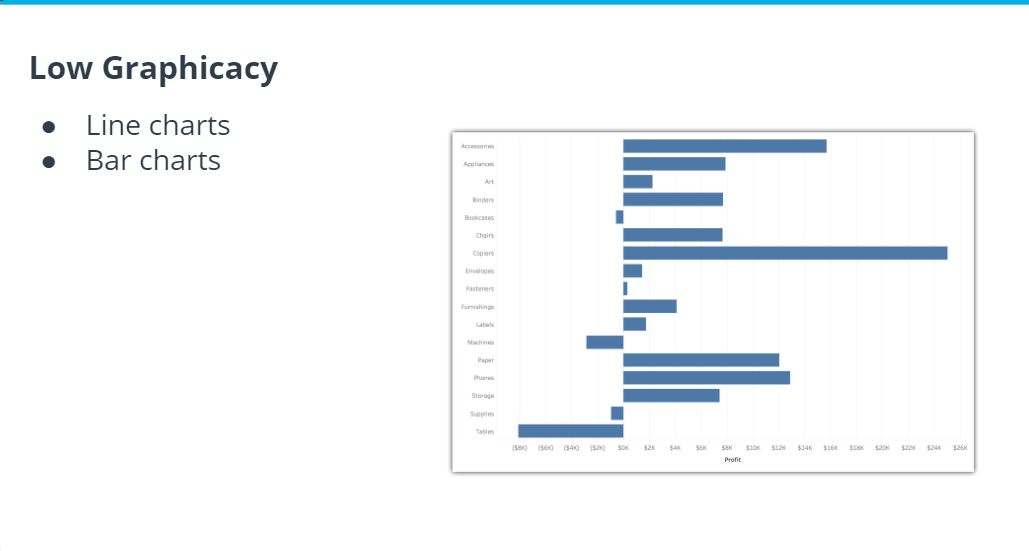 Low Graphicacy
● Line charts
● Bar charts
Accessories
Appliances
Art
Binders
Bookcases
Chairs
Copiers
Envelopes
Fasteners
Furnishings
Labels
Machines
Paper
Phones
Storage
Supplies
Tables
($8K) ($6K) ($4K) ($2K) $0K $2K $4K $6K $8K $10K $12K $14K $16K $18K $20K $22K $24K $26K
Profit